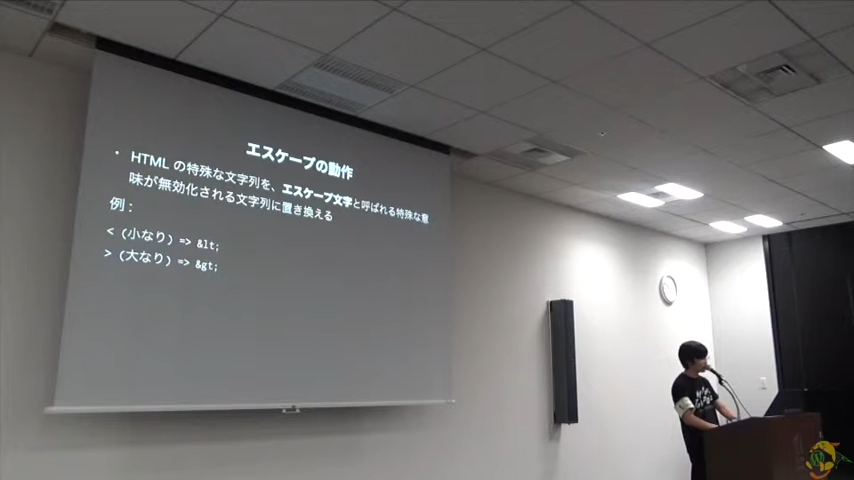 エスケープの動作
• HTML の特殊な文字列を、エスケープ文字と呼ばれる特殊な意
味が無効化される文字列に置き換える
例:
< (小なり) => &lt;
> (大なり) => &gt;